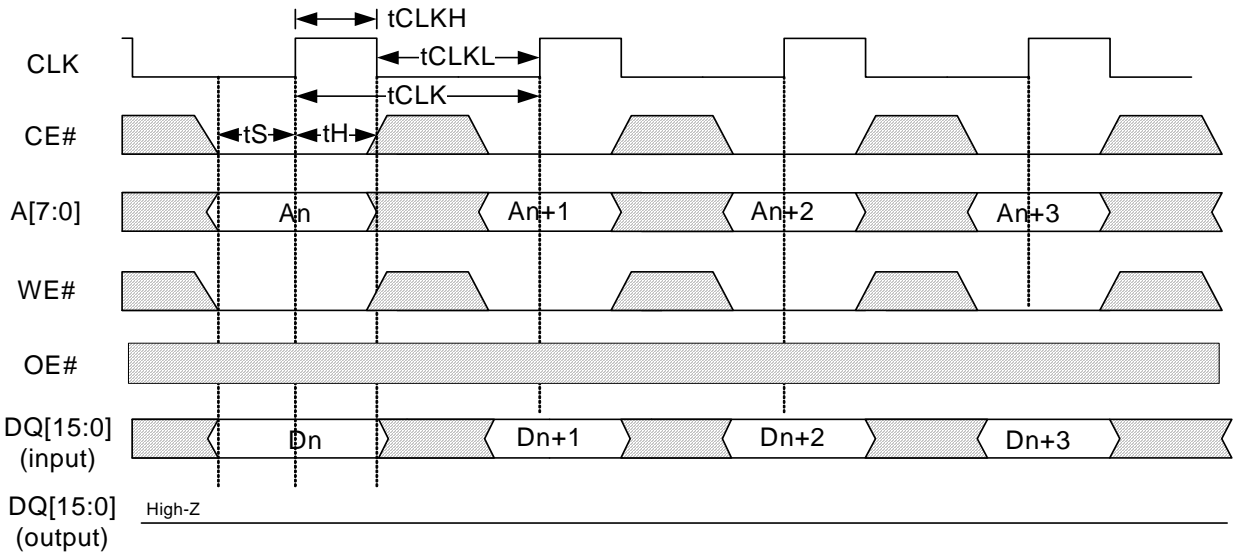 tCLKH
CLK
tCLKL
tCLK
CE#
tS
tH
A[7:0]
An
An+1
An+2
An+3
WE#
OE#
DQ[15:0]
(input)
Dn
Dn+1
Dn+2
Dn+3
DQ[15:0]
(output)
High-Z